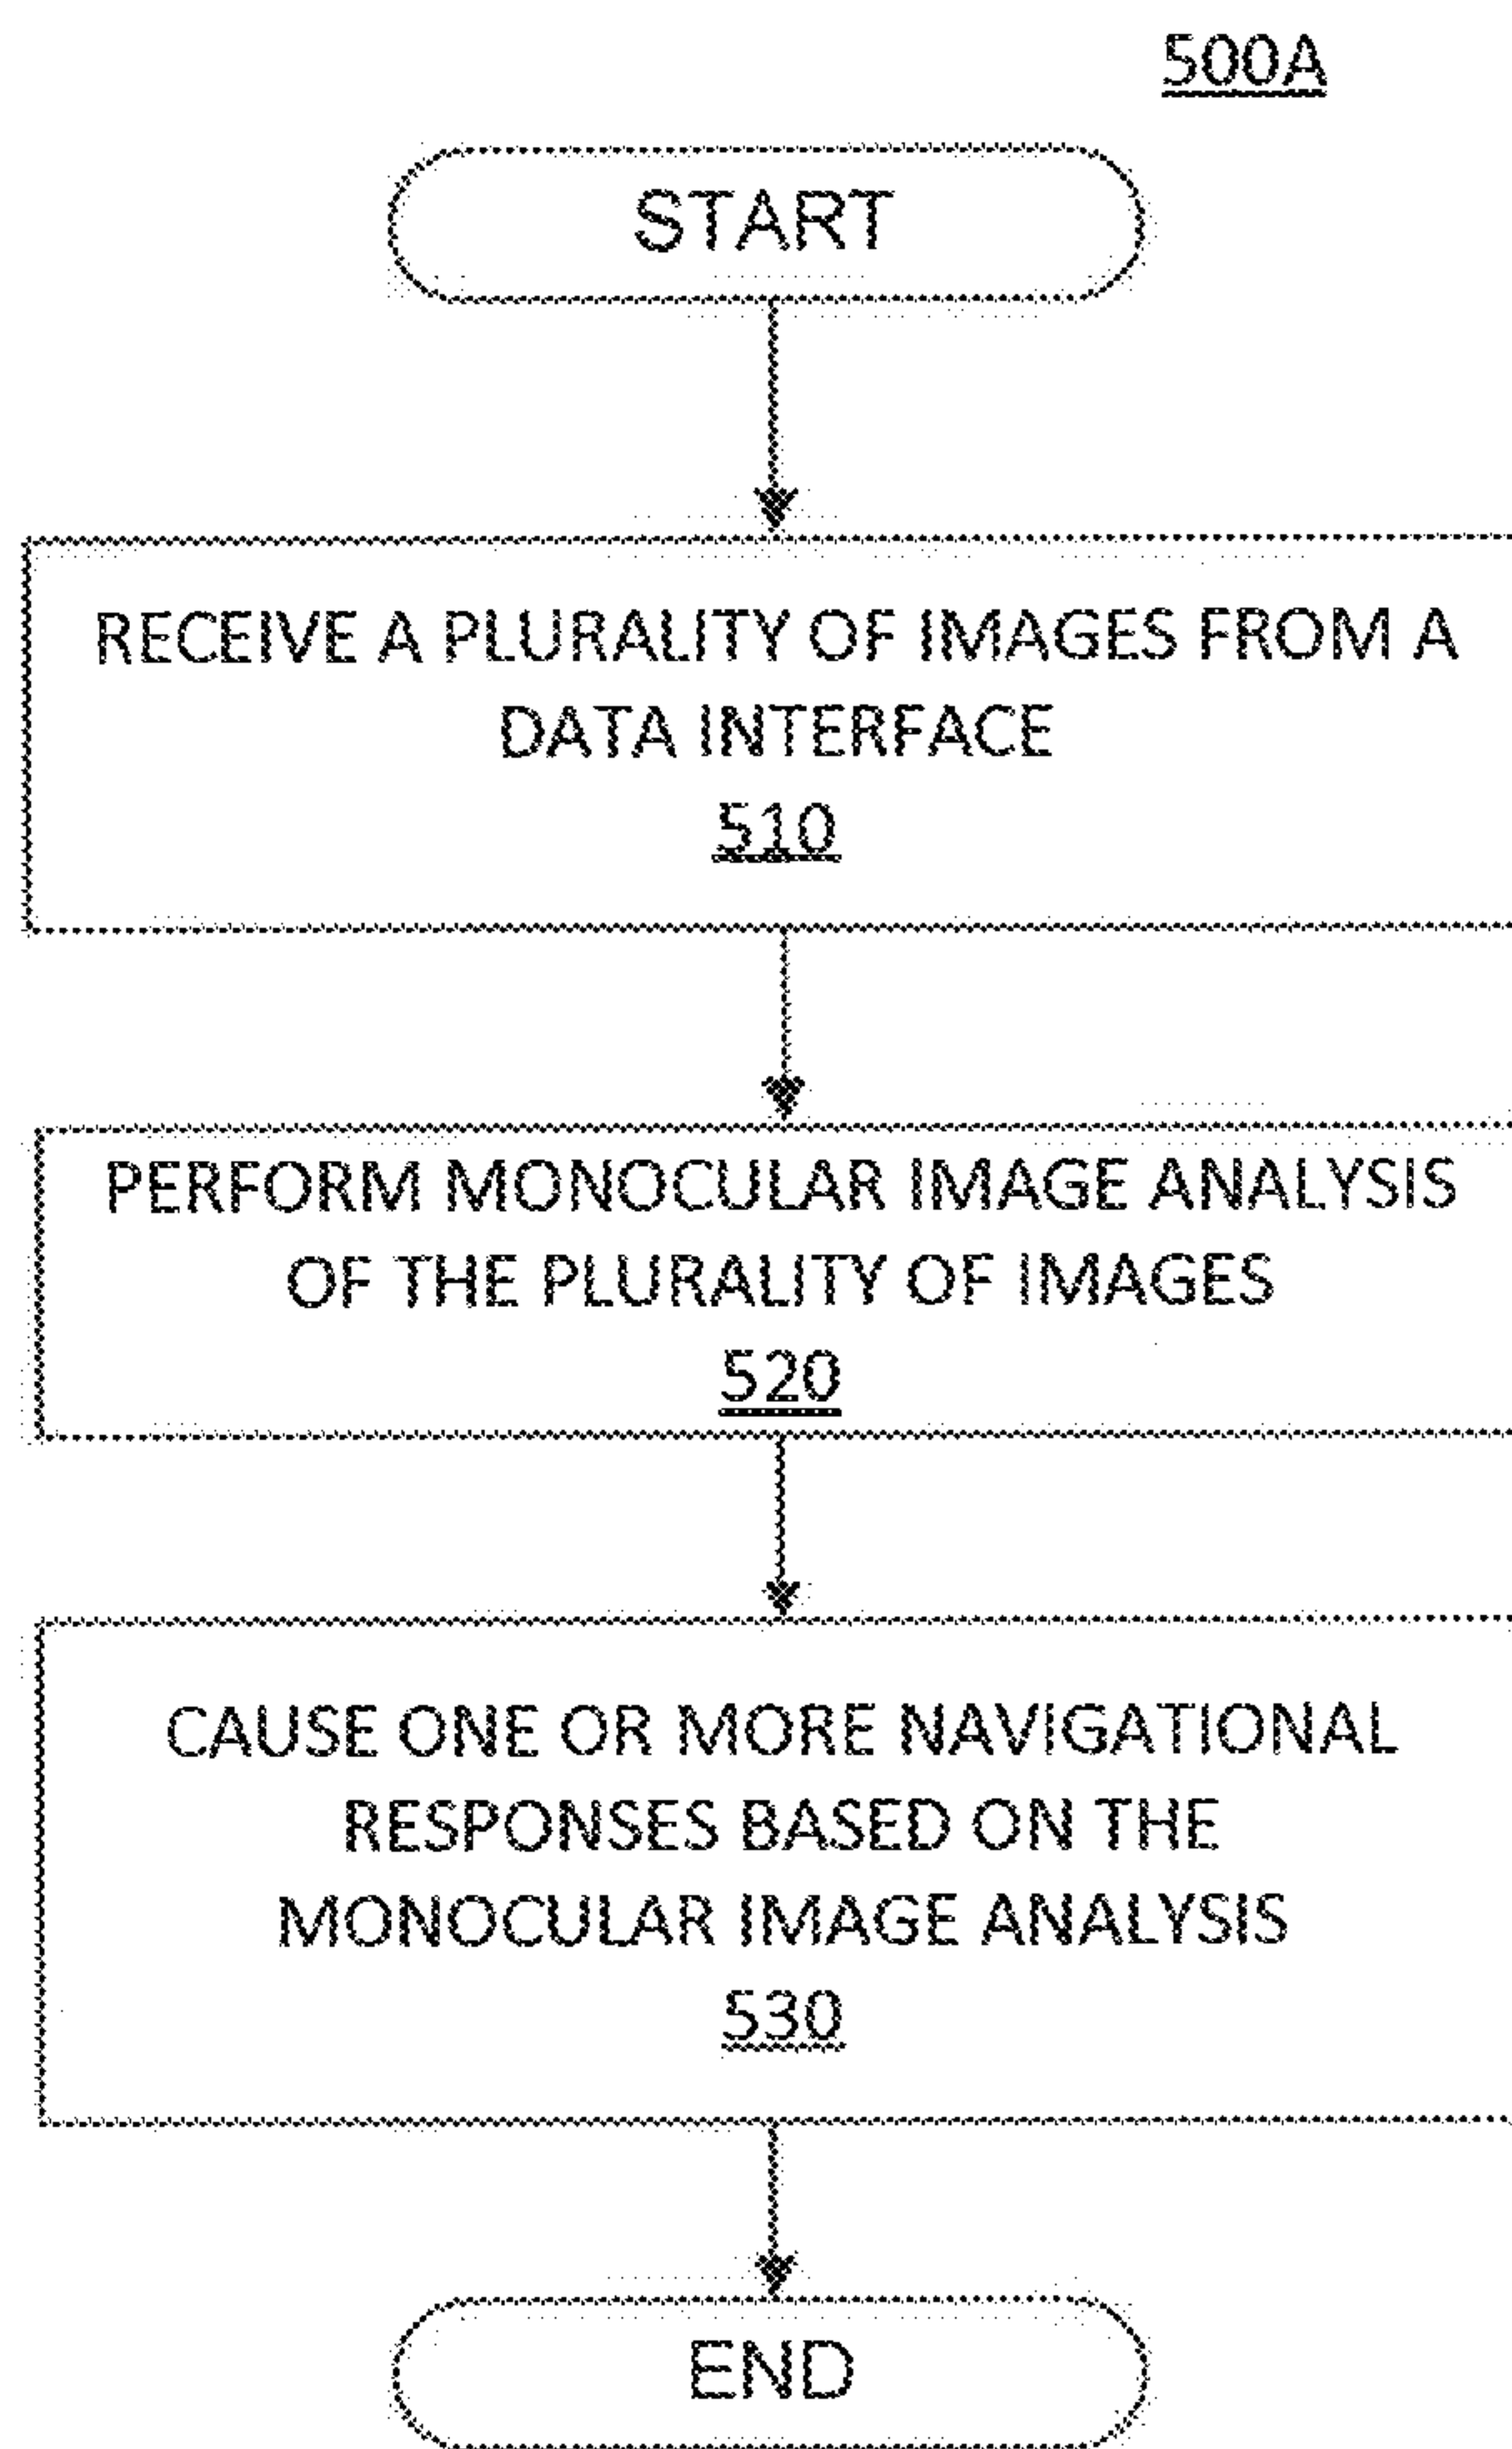 500A
START
RECEIVE A PLURALITY OF IMAGES FROM A
DATA INTERFACE
510
PERFORM MONOCULAR IMAGE ANALYSIS
OF THE PLURALITY OF IMAGES
520
CAUSE ONE OR MORE NAVIGATIONAL
RESPONSES BASED ON THE
MONOCULAR IMAGE ANALYSIS
530
END